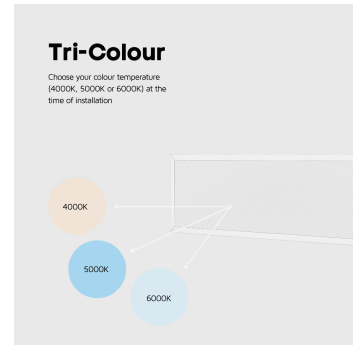 Tri-Colour
Choose your colour temperature
(4000K, 5000K or 6000K) at the
time of installation
4000K
5000K
6000K